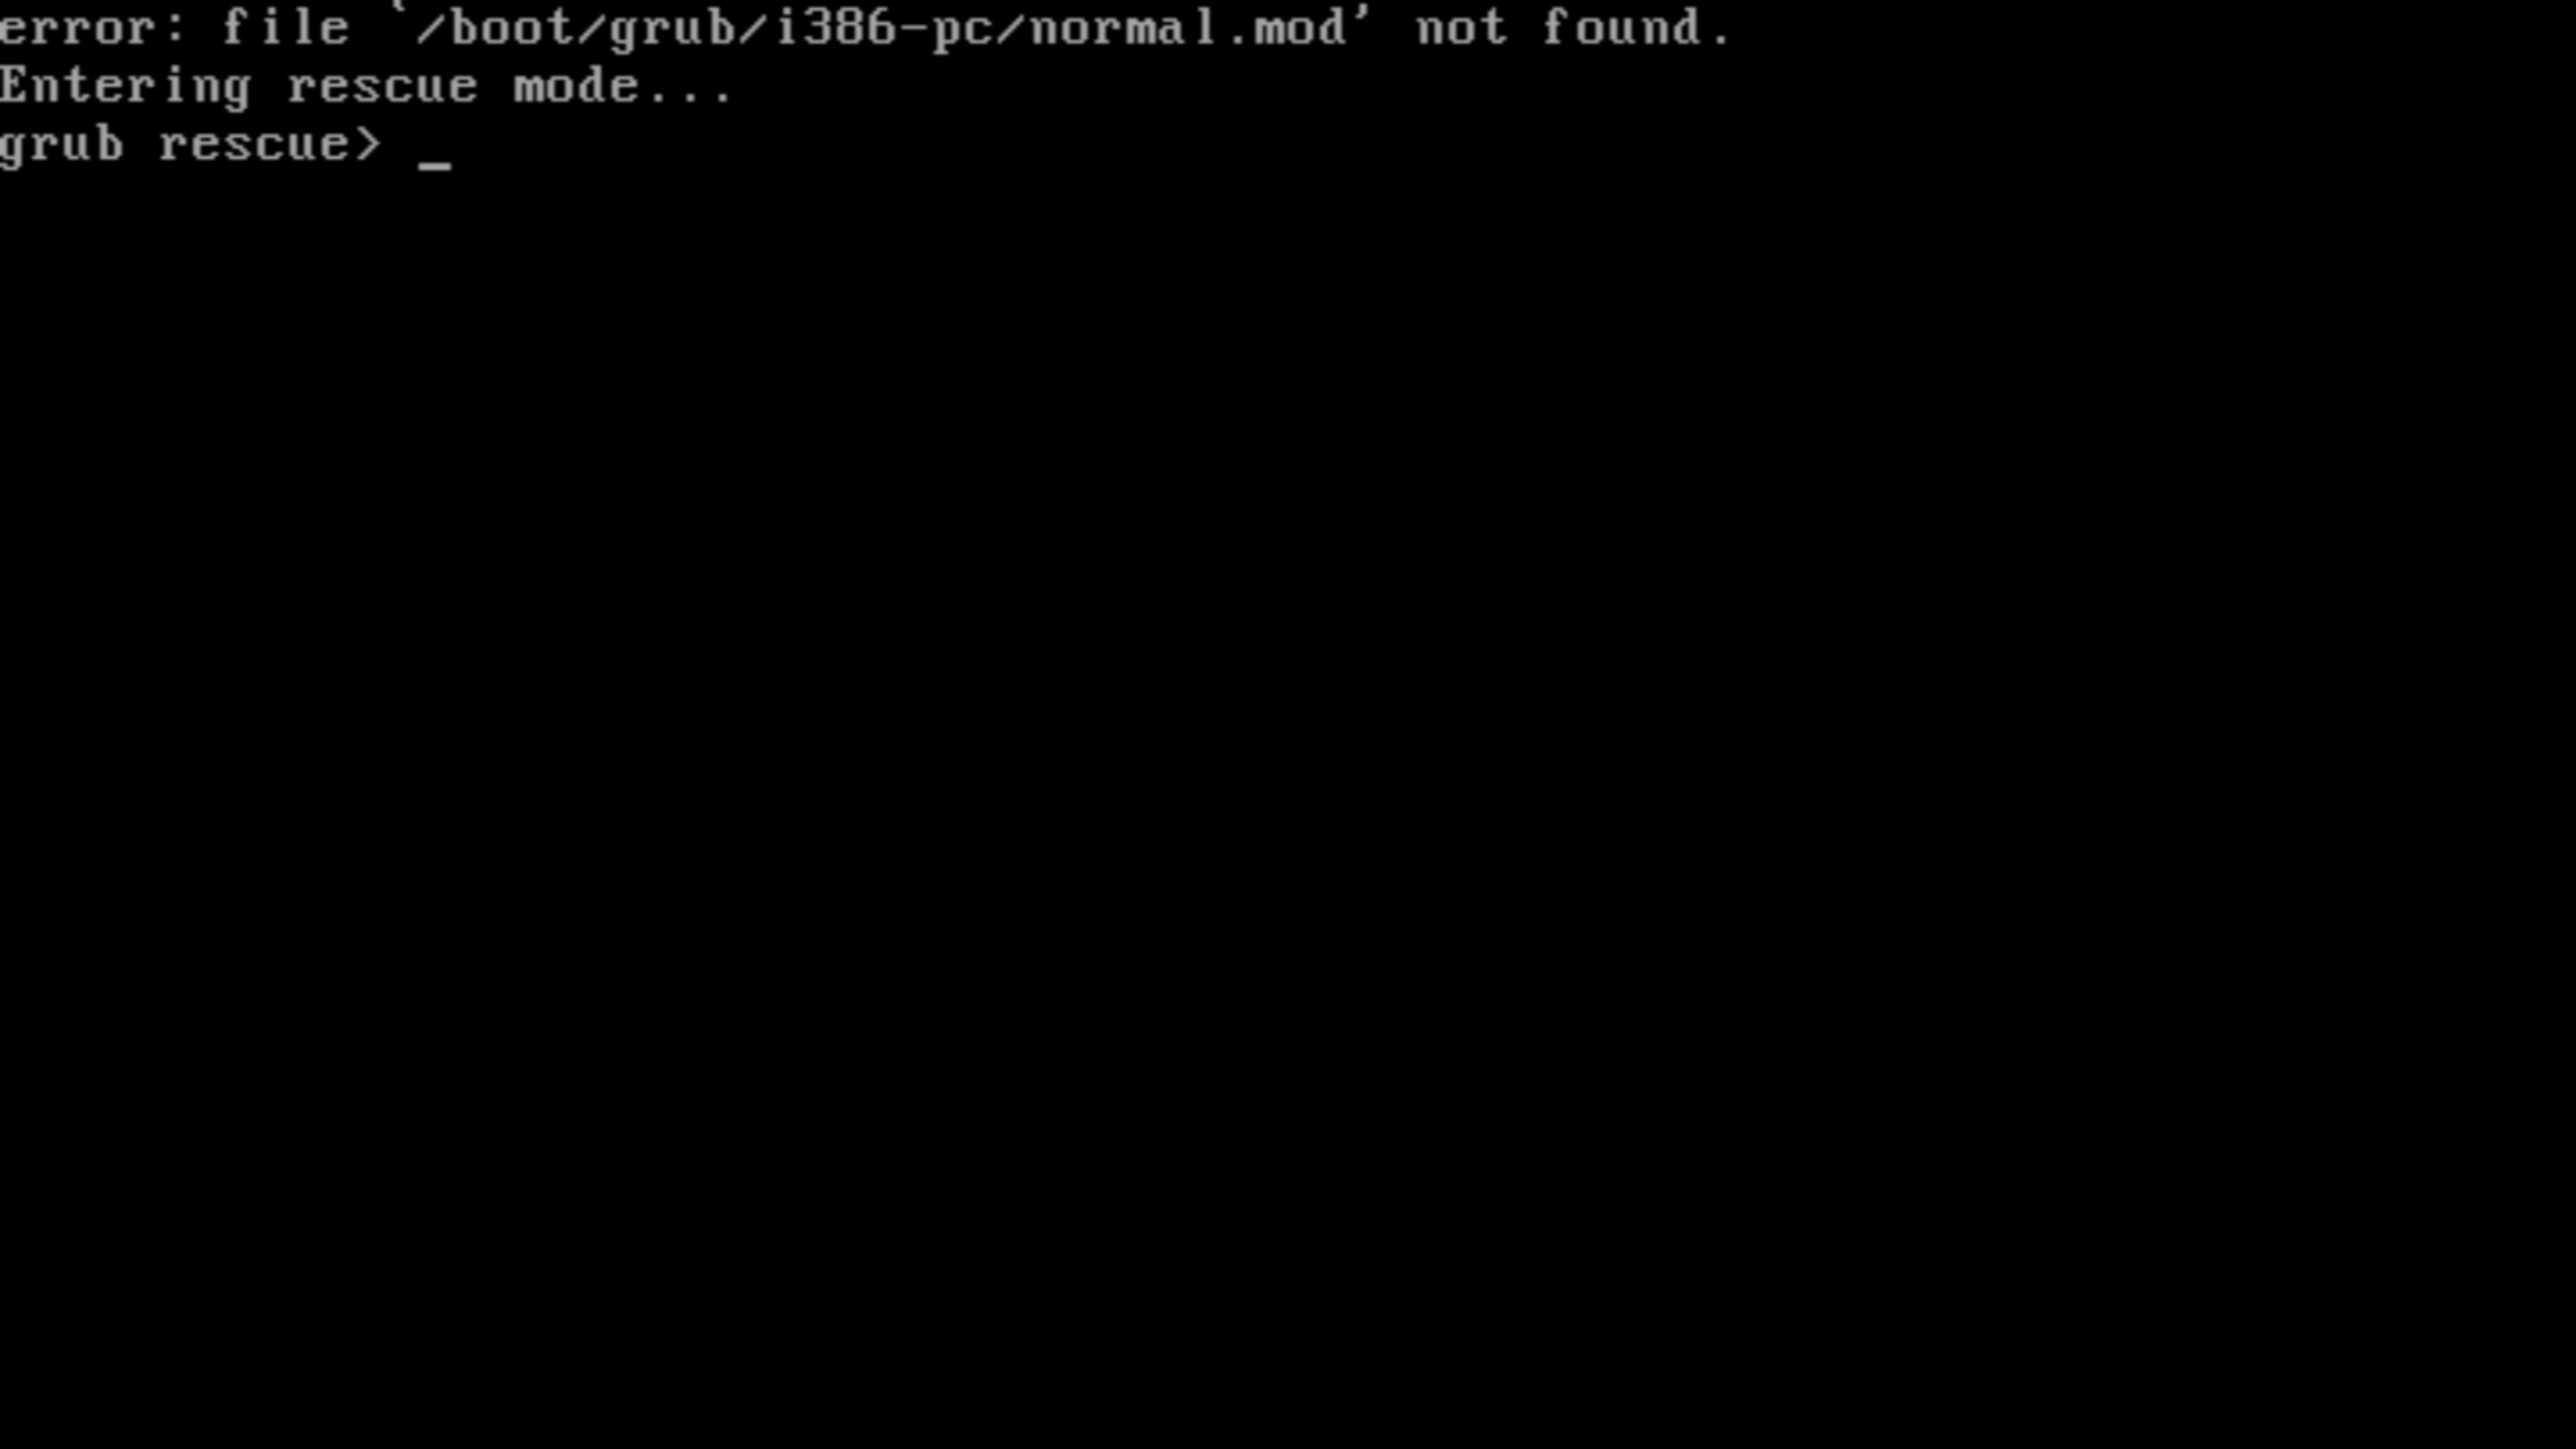 error: file `/boot/grub/i386-pc/normal.mod' not found.
Entering rescue mode...
grub rescue> _